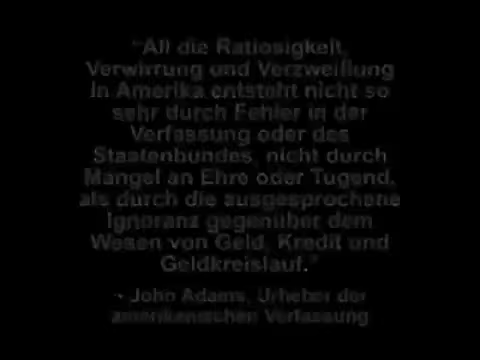 "All die Ratlosigkeit,
Verwirrung und Verzweiflung
in Amerika entsteht nicht so
sehr durch Fehler in der
Verfassung oder des
Staatenbundes, nicht durch
Mangel an Ehre oder Tugend,
als durch die ausgesprochene
Ignoranz gegenüber dem
Wesen von Geld, Kredit und
Geldkreislauf."
- John Adams, Urheber der
amerikanischen Verfassung